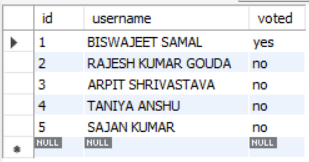 id username voted
1 BISWAJEET SAMAL yes
2 RAJESH KUMAR GOUDA no
3 ARPIT SHRIVASTAVA no
4 TANIYA ANSHU no
5 SAJAN KUMAR no
NULL NULL NULL